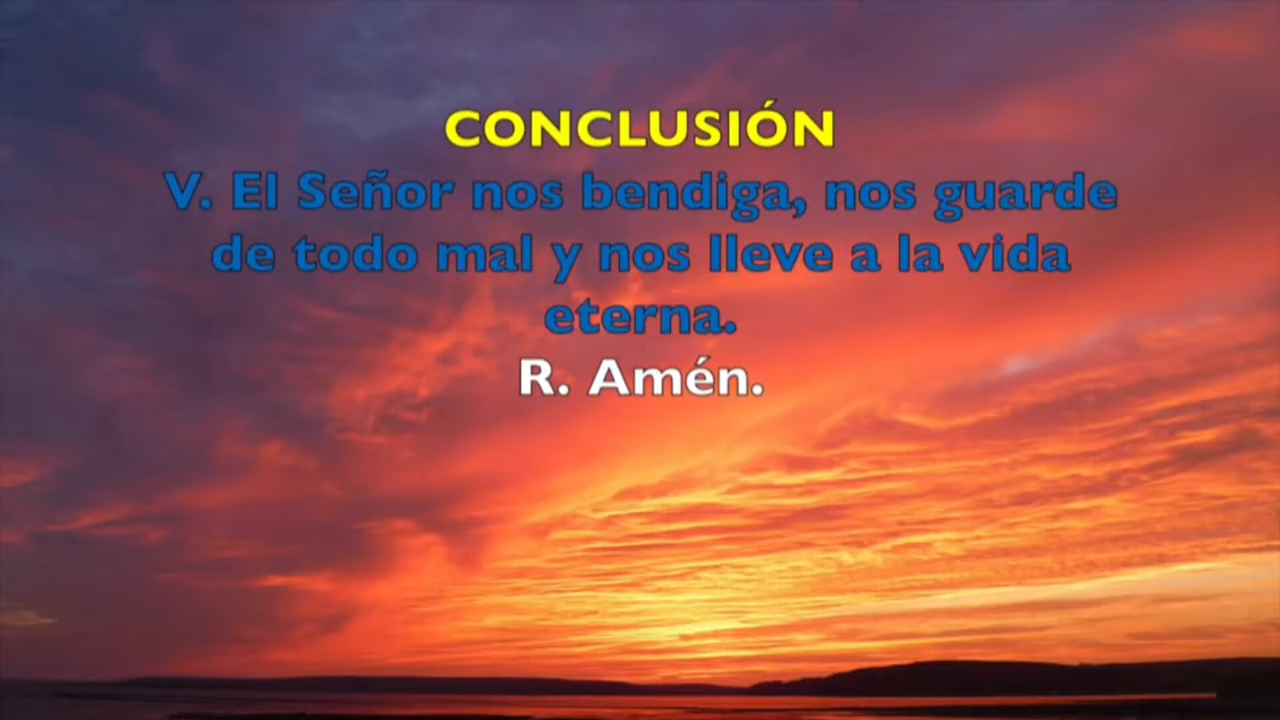 CONCLUSIÓN
V. El Señor nos bendiga, nos guarde
de todo mal y nos lleve a la vida
eterna.
R. Amén.